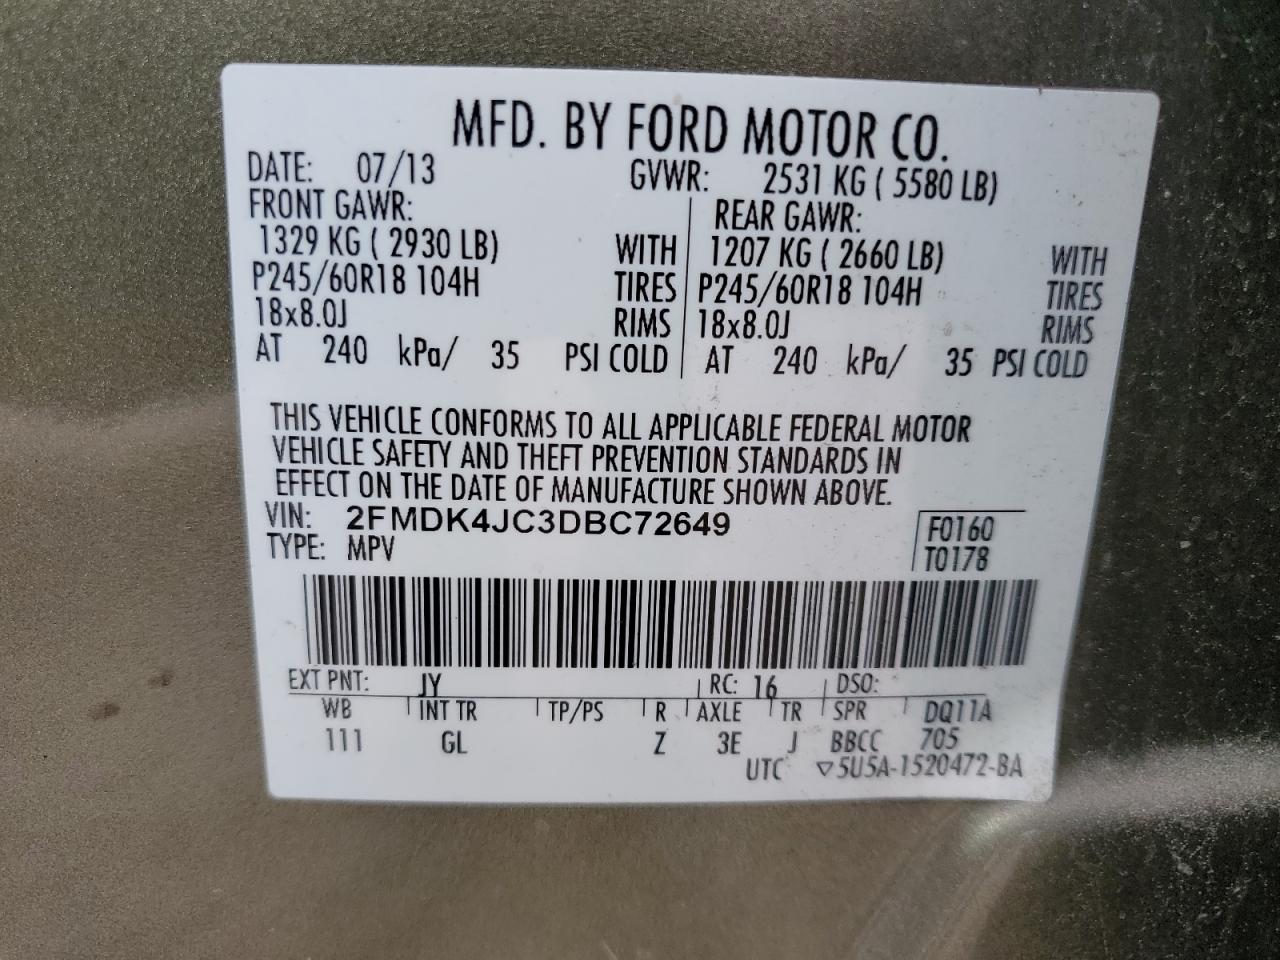 MFD. BY FORD MOTOR CO.
DATE: 07/13 GVWR: 2531 KG ( 5580 LB)
FRONT GAWR: REAR GAWR:
1329 KG ( 2930 LB) WITH 1207 KG ( 2660 LB) WITH
P245/60R18 104H TIRES P245/60R18 104H TIRES
18x8.0J RIMS 18x8.0J RIMS
AT 240 kPa/ 35 PSI COLD AT 240 kPa/ 35 PSI COLD
THIS VEHICLE CONFORMS TO ALL APPLICABLE FEDERAL MOTOR
VEHICLE SAFETY AND THEFT PREVENTION STANDARDS IN
EFFECT ON THE DATE OF MANUFACTURE SHOWN ABOVE.
VIN: 2FMDK4JC3DBC72649 F0160
TYPE: MPV T0178
EXT PNT: JY RC: 16 DSO:
WB INT TR TP/PS R AXLE TR SPR DQ11A
111 GL Z 3E J BBCC 705
UTC ▽5U5A-1520472-BA